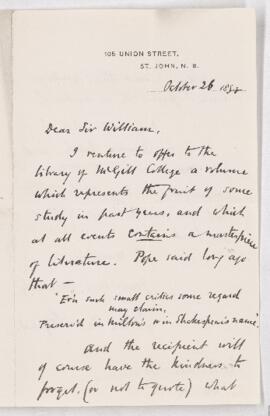 105 UNION STREET,
ST. JOHN, N. B.
October 26
Dear Sir William,
I venture to offer to the
library of McGill College a volume
which represents the fruit of some
study in past years, and which
at all events contains a masterpiece
of literature. Pope said long ago
that —
"E'en such small critics some regard
may claim,
Preserv'd in Milton's or in Shakespeare's name".
and the recipient will
of course have the kindness to
forget (or not to quote) what